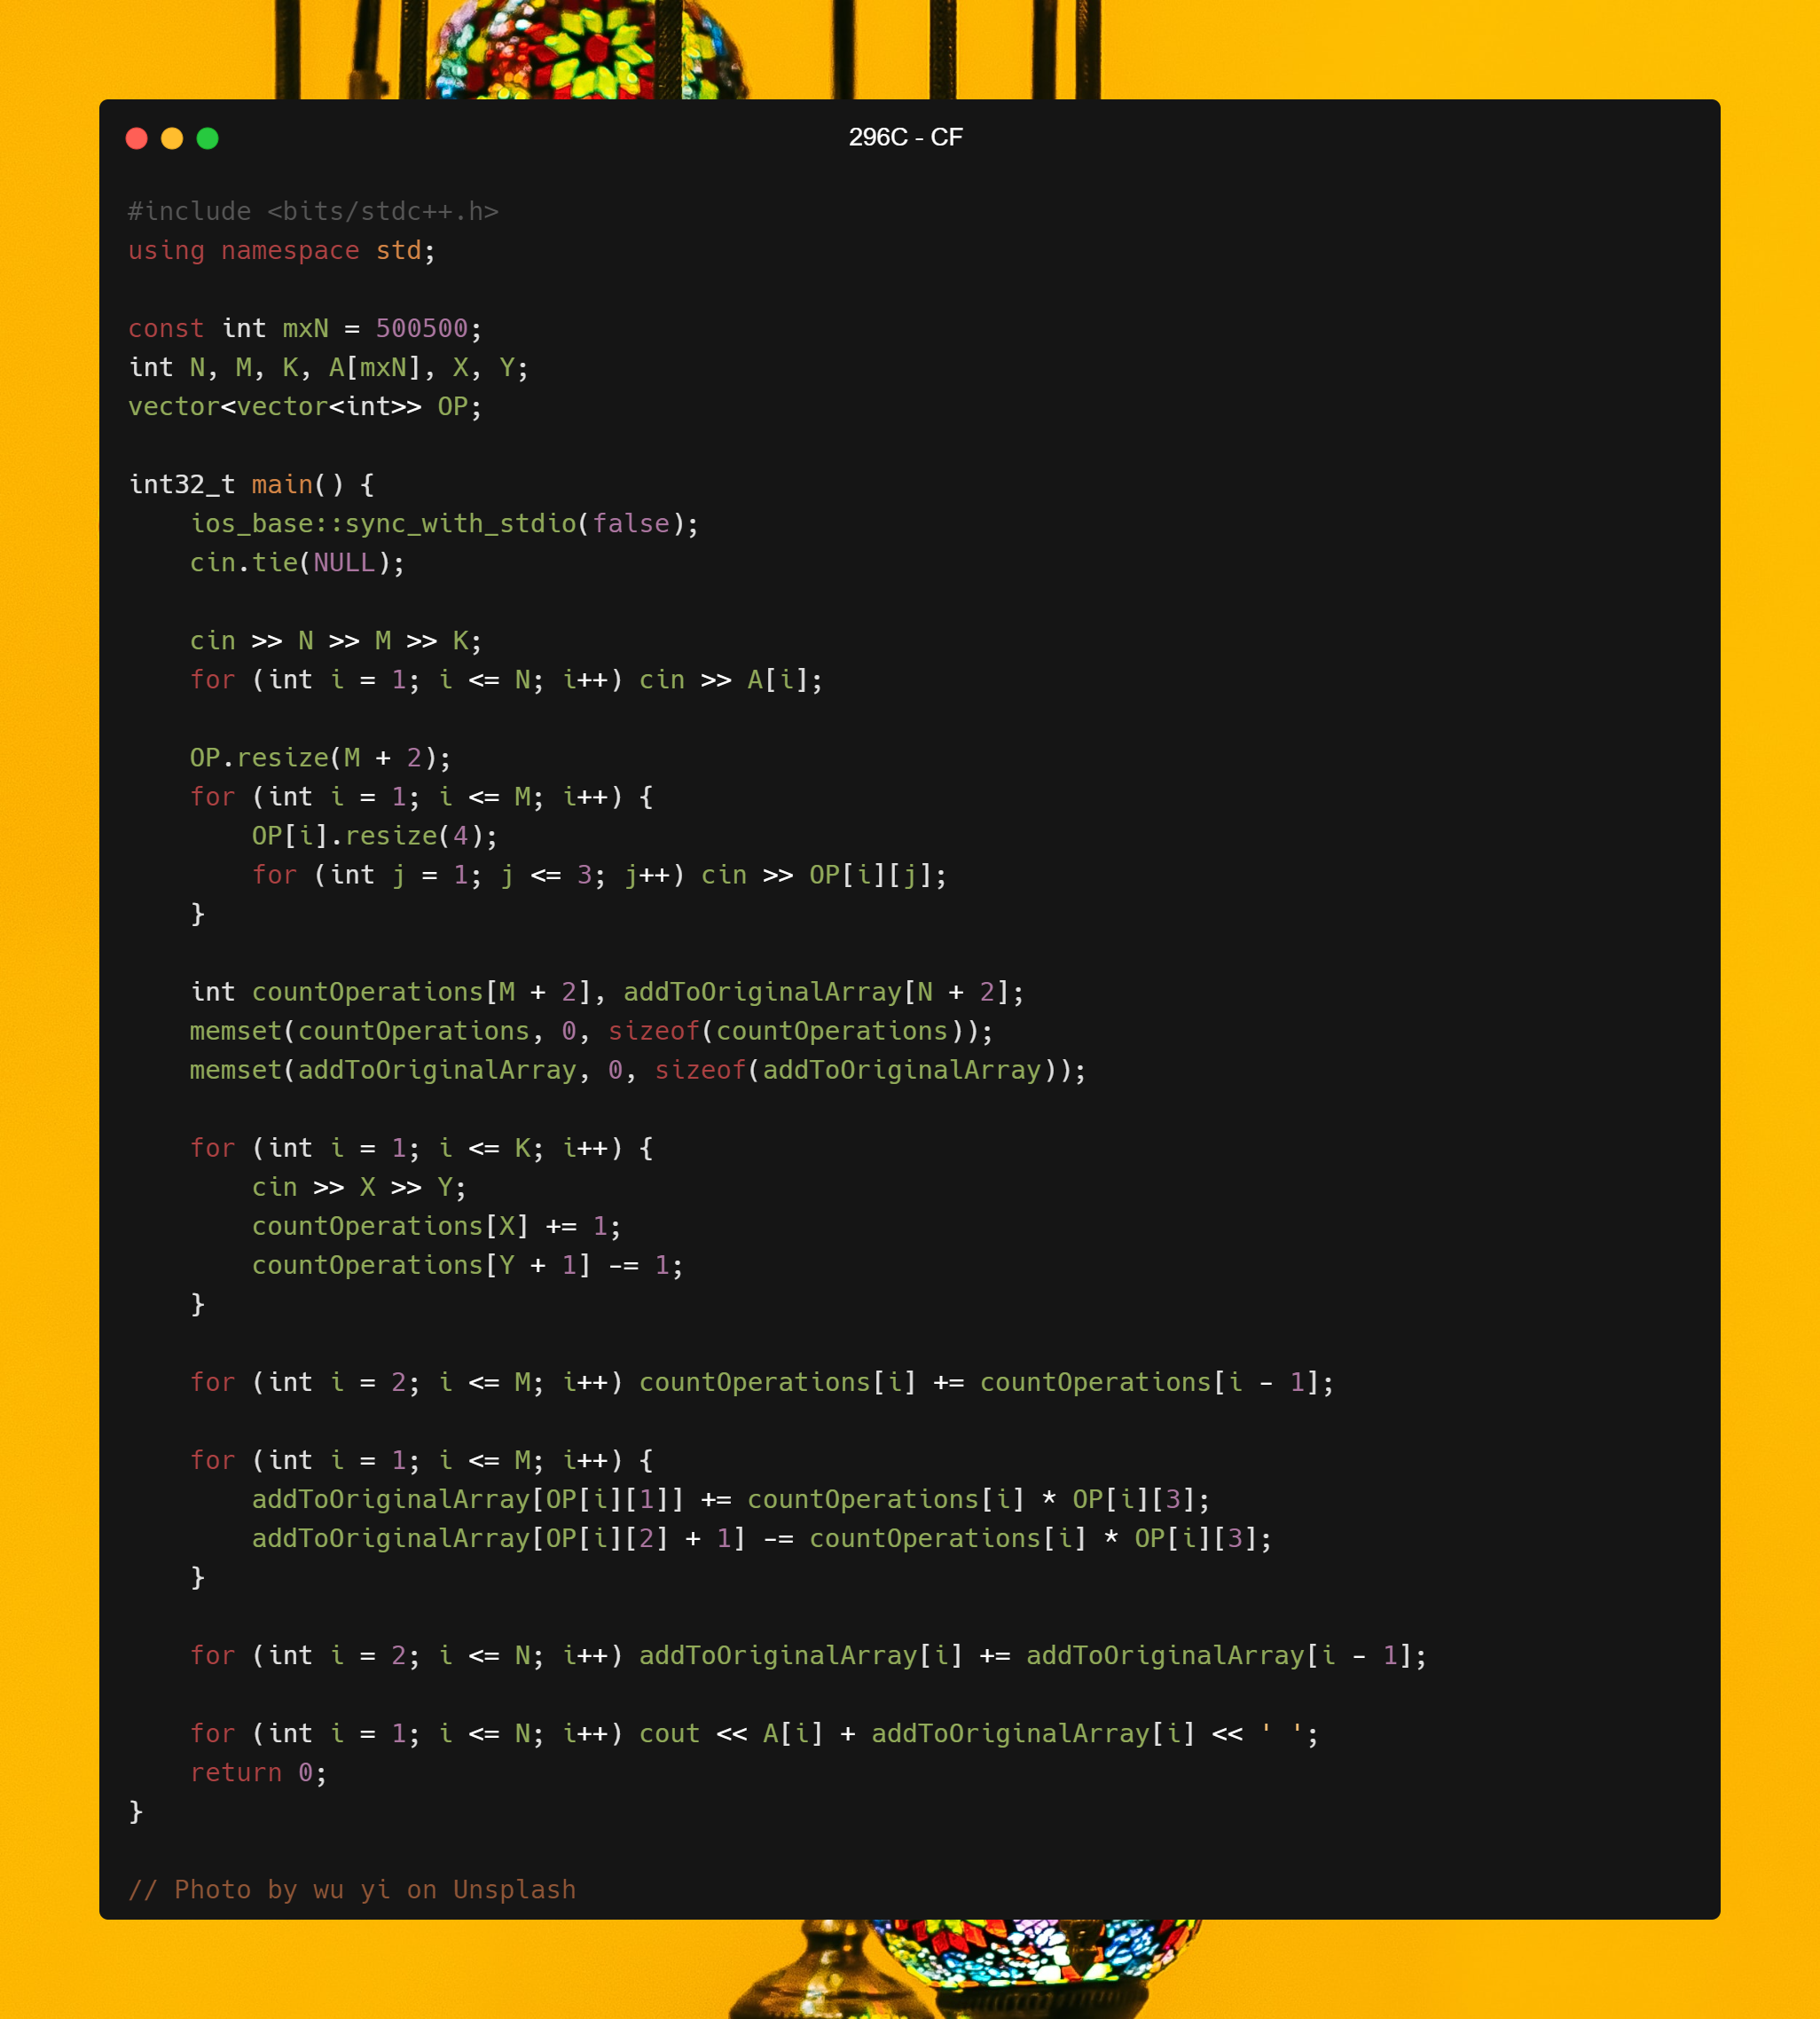 296C - CF
#include <bits/stdc++.h>
using namespace std;
const int mxN = 500500;
int N, M, K, A[mxN], X, Y;
vector<vector<int>> OP;
int32_t main() {
    ios_base::sync_with_stdio(false);
    cin.tie(NULL);
    cin >> N >> M >> K;
    for (int i = 1; i <= N; i++) cin >> A[i];
    OP.resize(M + 2);
    for (int i = 1; i <= M; i++) {
        OP[i].resize(4);
        for (int j = 1; j <= 3; j++) cin >> OP[i][j];
    }
    int countOperations[M + 2], addToOriginalArray[N + 2];
    memset(countOperations, 0, sizeof(countOperations));
    memset(addToOriginalArray, 0, sizeof(addToOriginalArray));
    for (int i = 1; i <= K; i++) {
        cin >> X >> Y;
        countOperations[X] += 1;
        countOperations[Y + 1] -= 1;
    }
    for (int i = 2; i <= M; i++) countOperations[i] += countOperations[i - 1];
    for (int i = 1; i <= M; i++) {
        addToOriginalArray[OP[i][1]] += countOperations[i] * OP[i][3];
        addToOriginalArray[OP[i][2] + 1] -= countOperations[i] * OP[i][3];
    }
    for (int i = 2; i <= N; i++) addToOriginalArray[i] += addToOriginalArray[i - 1];
    for (int i = 1; i <= N; i++) cout << A[i] + addToOriginalArray[i] << ' ';
    return 0;
}
// Photo by wu yi on Unsplash